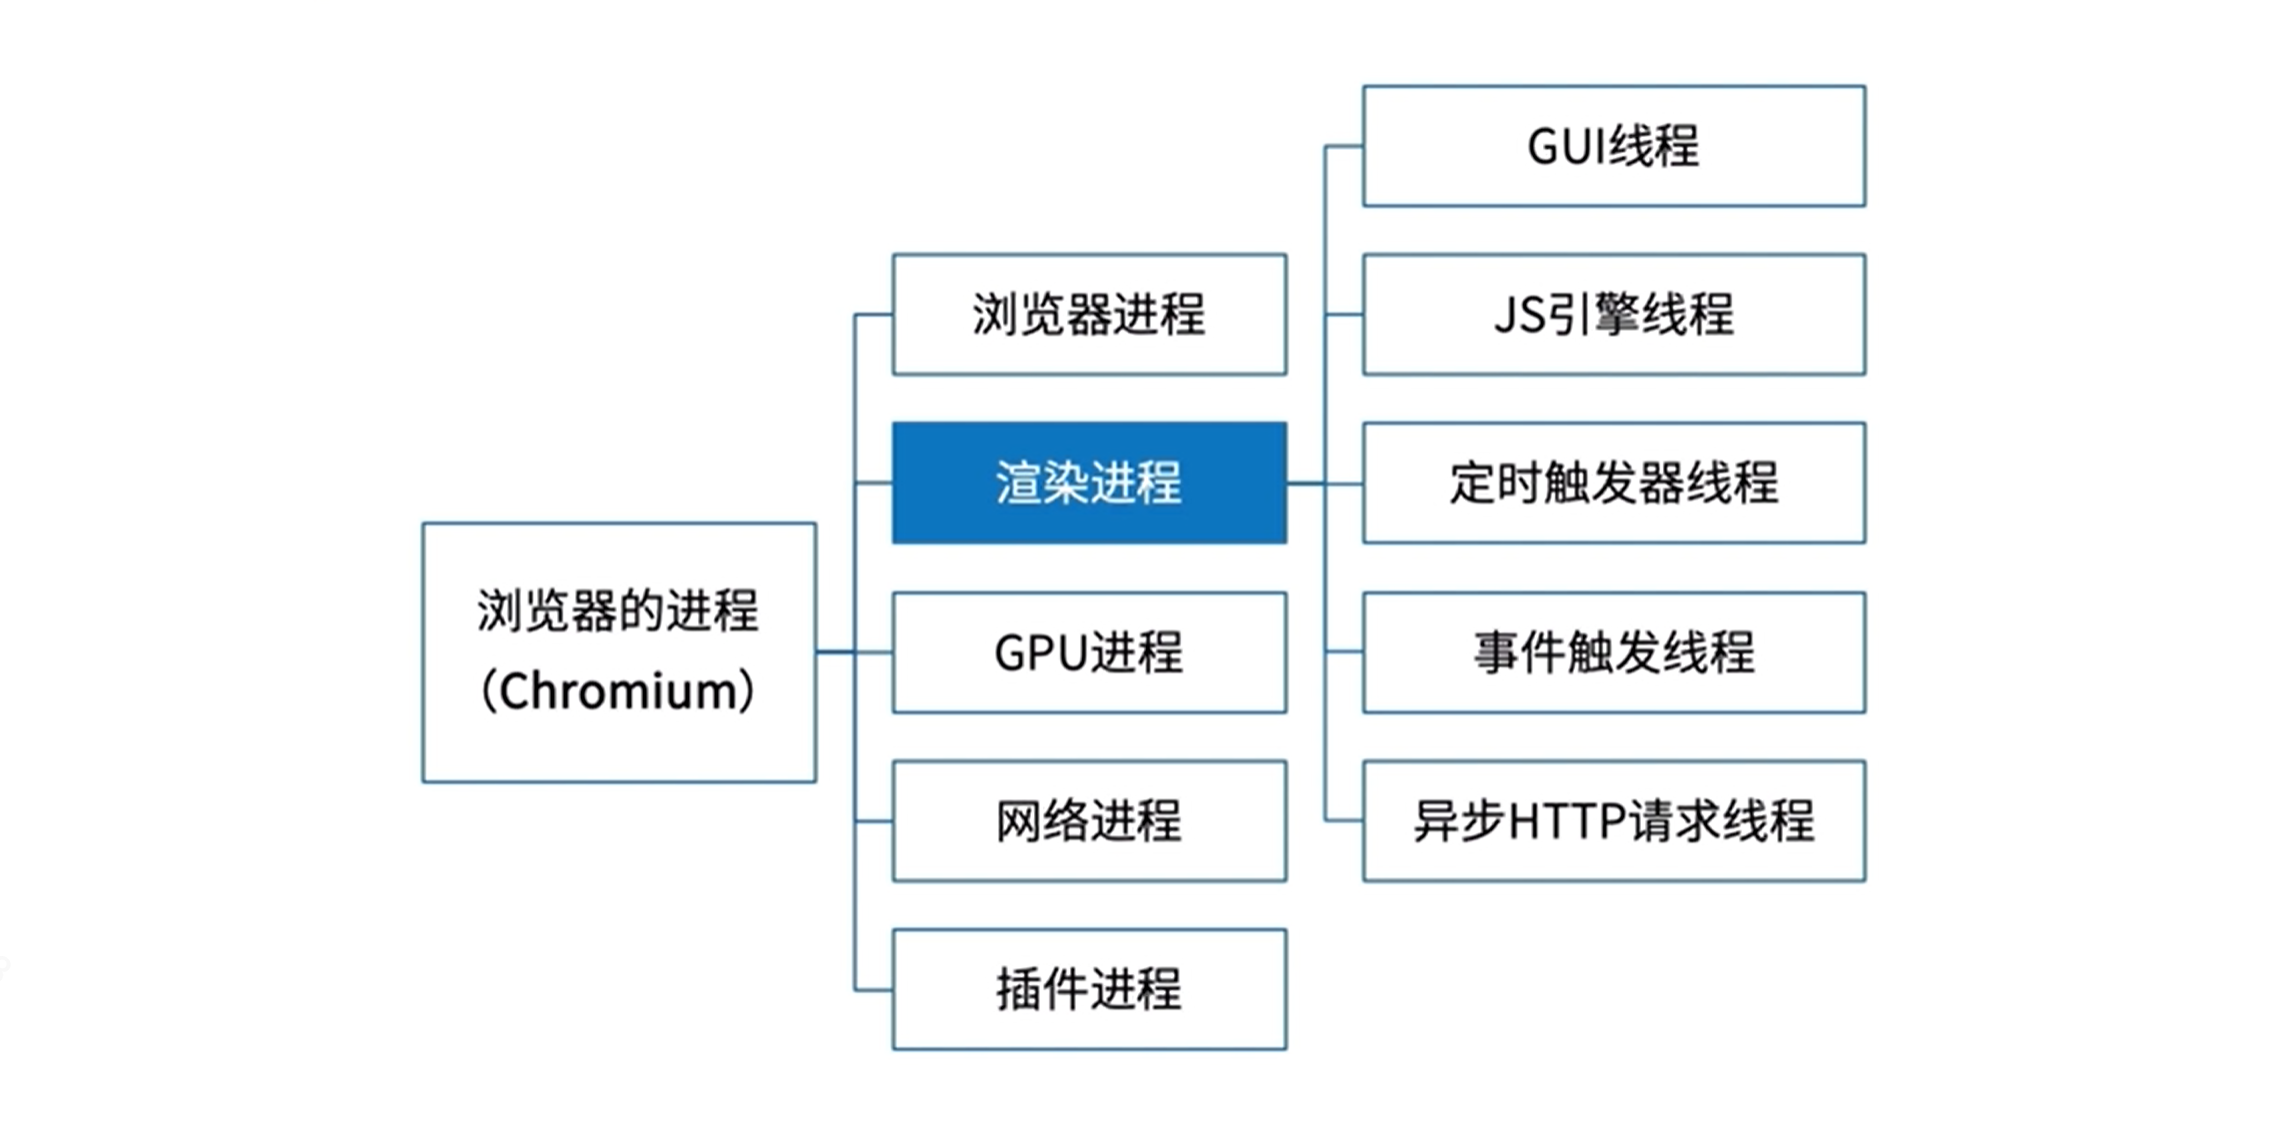 浏览器的进程
（Chromium）
浏览器进程
渲染进程
GPU进程
网络进程
插件进程
GUI线程
JS引擎线程
定时触发器线程
事件触发线程
异步HTTP请求线程